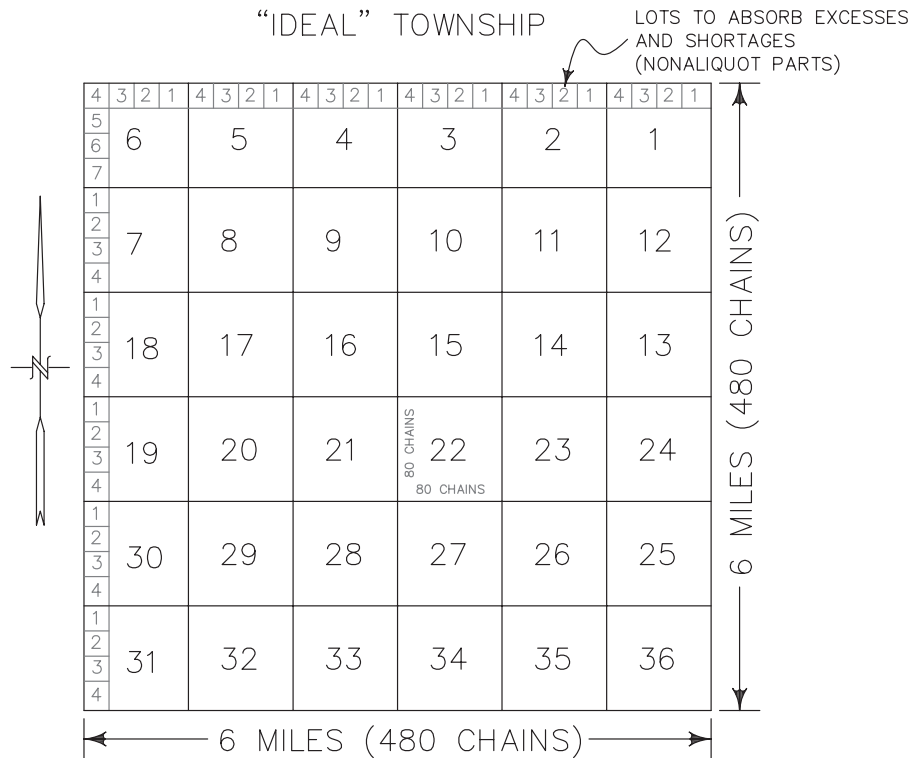 “IDEAL” TOWNSHIP
LOTS TO ABSORB EXCESSES
AND SHORTAGES
(NONALIQUOT PARTS)
4 3 2 1 4 3 2 1 4 3 2 1 4 3 2 1 4 3 2 1 4 3 2 1
5
6
7
6 5 4 3 2 1
1
2
3
4
7 8 9 10 11 12
1
2
3
4
18 17 16 15 14 13
1
2
3
4
19 20 21 22 23 24
80 CHAINS
80 CHAINS
1
2
3
4
30 29 28 27 26 25
1
2
3
4
31 32 33 34 35 36
N
6 MILES (480 CHAINS)
6 MILES (480 CHAINS)